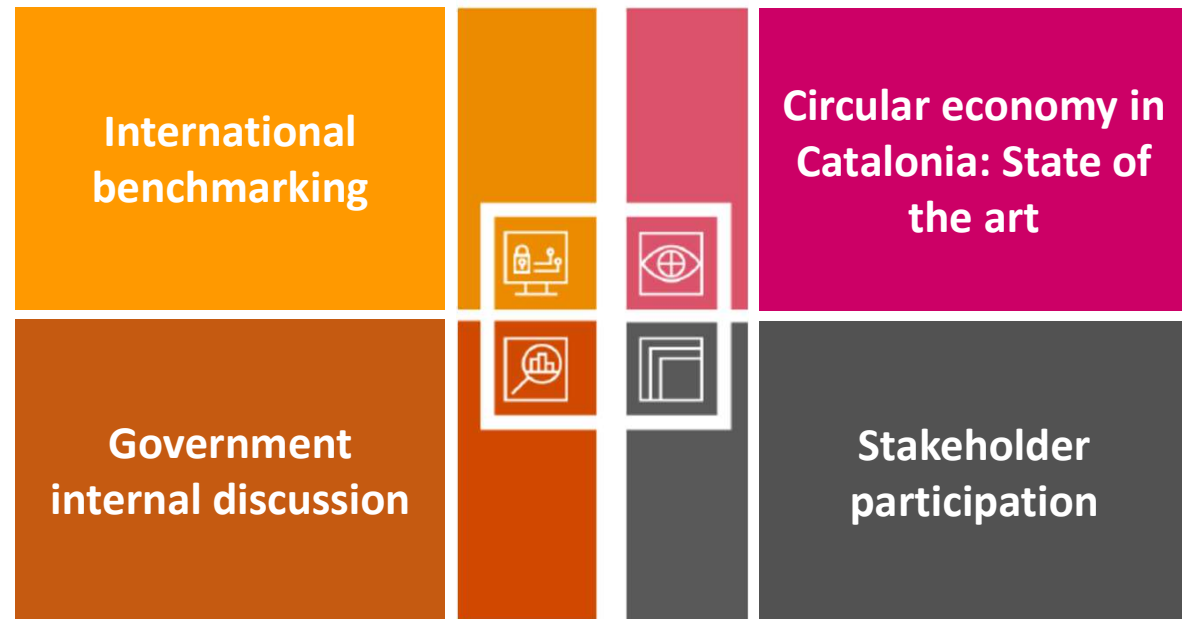 International
benchmarking
Circular economy in
Catalonia: State of
the art
Government
internal discussion
Stakeholder
participation